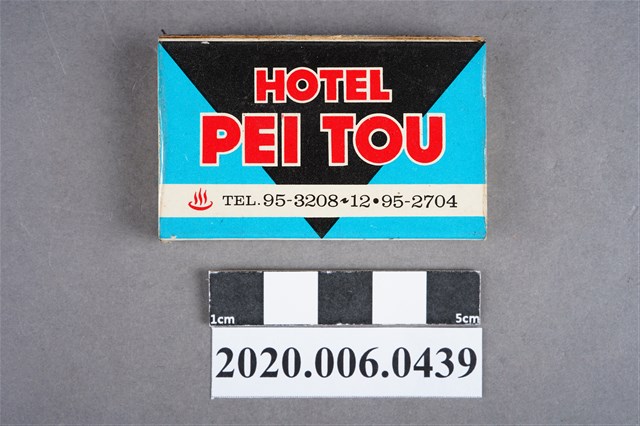 HOTEL
PEI TOU
TEL.95-3208~12•95-2704
1cm 5cm
2020.006.0439